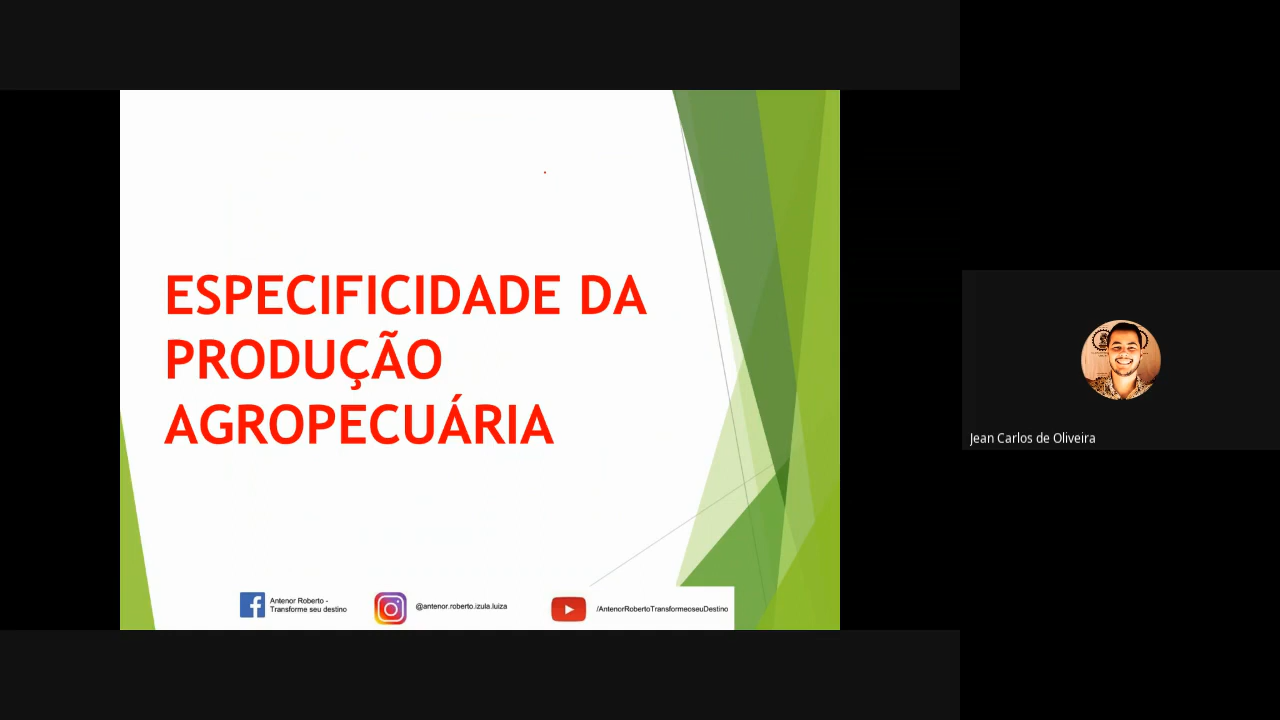 ESPECIFICIDADE DA
PRODUÇÃO
AGROPECUÁRIA
Antenor Roberto -
Transforme seu destino
@antenor.roberto.izula.luiza
/AntenorRobertoTransformeoseuDestino
Jean Carlos de Oliveira